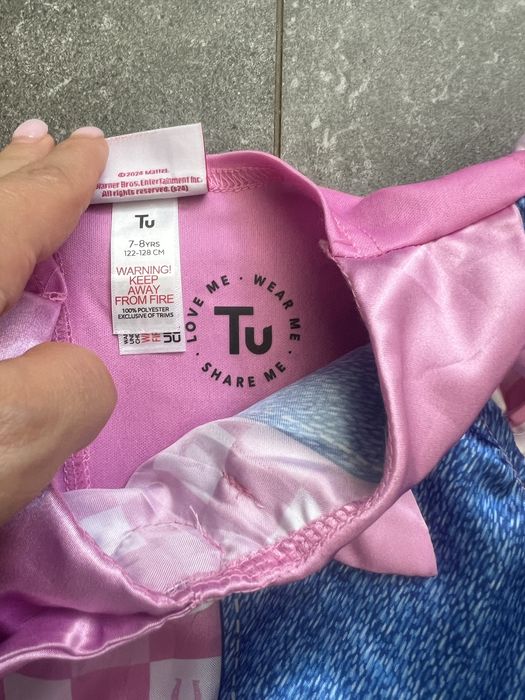 ©2024 Mattel.
Warner Bros. Entertainment Inc.
All rights reserved. (s24)
Tu
7-8YRS
122-128 CM
WARNING!
KEEP
AWAY
FROM FIRE
100% POLYESTER
EXCLUSIVE OF TRIMS
LOVE ME · WEAR ME · SHARE ME ·
Tu